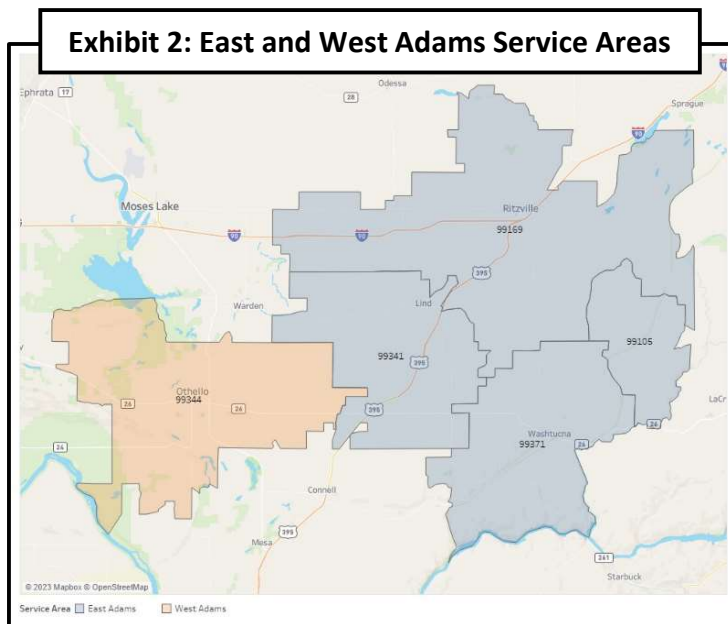 Exhibit 2: East and West Adams Service Areas
Ephrata 17
Odessa
28
Sprague
90
Moses Lake
Ritzville
99169
90
90
395
Warden
Lind
99341
395
99105
Othello
99344
26
26
395
LaCr
26
24
Washtucna
26
99371
Connell
Mesa
395
261
Starbuck
© 2023 Mapbox © OpenStreetMap
Service Area East Adams West Adams